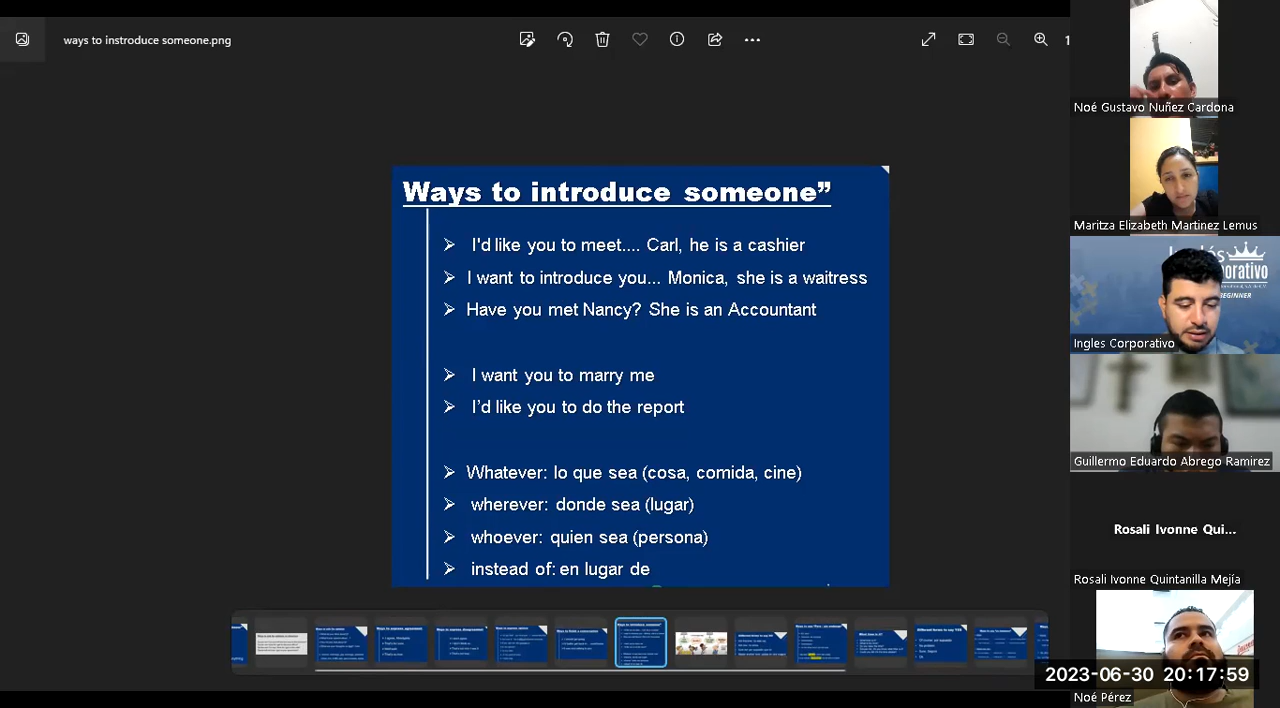 ways to instroduce someone.png
1
Ways to introduce someone”
I'd like you to meet.... Carl, he is a cashier
I want to introduce you... Monica, she is a waitress
Have you met Nancy? She is an Accountant
I want you to marry me
I’d like you to do the report
Whatever: lo que sea (cosa, comida, cine)
wherever: donde sea (lugar)
whoever: quien sea (persona)
instead of: en lugar de
Noé Gustavo Nuñez Cardona
Maritza Elizabeth Martinez Lemus
BEGINNER
Ingles Corporativo
Guillermo Eduardo Abrego Ramirez
Rosali Ivonne Qui...
Rosali Ivonne Quintanilla Mejía
2023-06-30 20:17:59
Noé Pérez